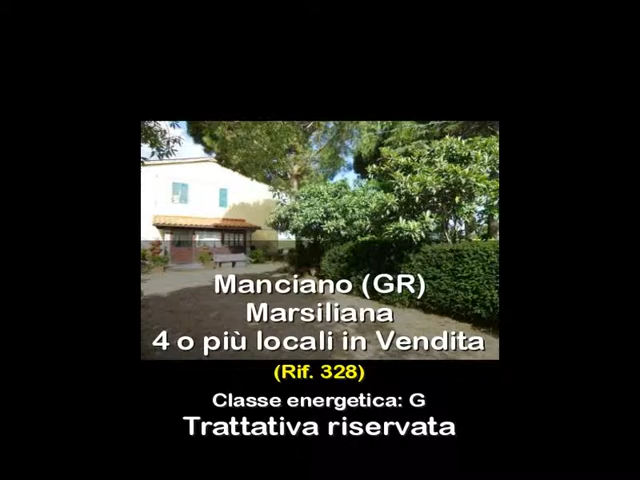 Manciano (GR)
Marsiliana
4 o più locali in Vendita
(Rif. 328)
Classe energetica: G
Trattativa riservata